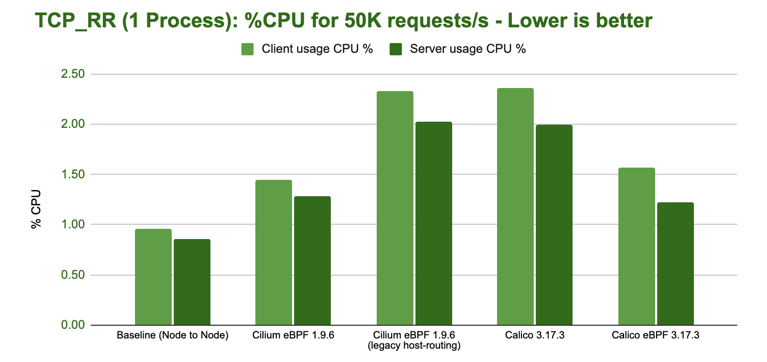 TCP_RR (1 Process): %CPU for 50K requests/s - Lower is better
Client usage CPU % Server usage CPU %
2.50
2.00
1.50
1.00
0.50
0.00
% CPU
Baseline (Node to Node) Cilium eBPF 1.9.6 Cilium eBPF 1.9.6 Calico 3.17.3 Calico eBPF 3.17.3
(legacy host-routing)